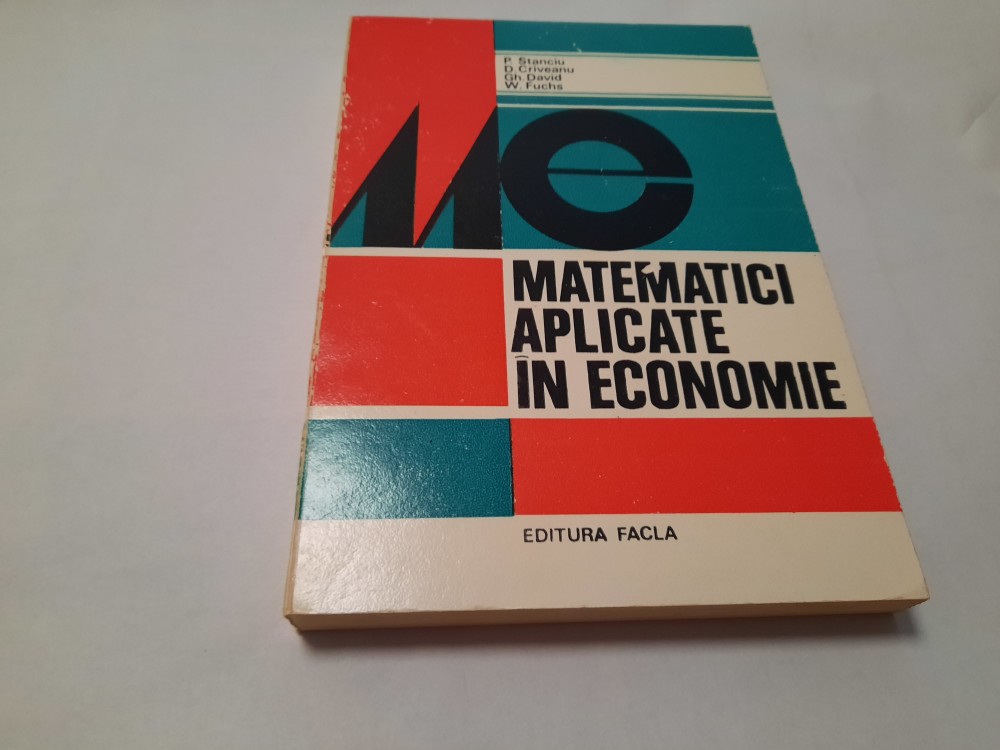 P. Stanciu
D. Criveanu
Gh. David
W. Fuchs
Me
MATEMATICI
APLICATE
ÎN ECONOMIE
EDITURA FACLA